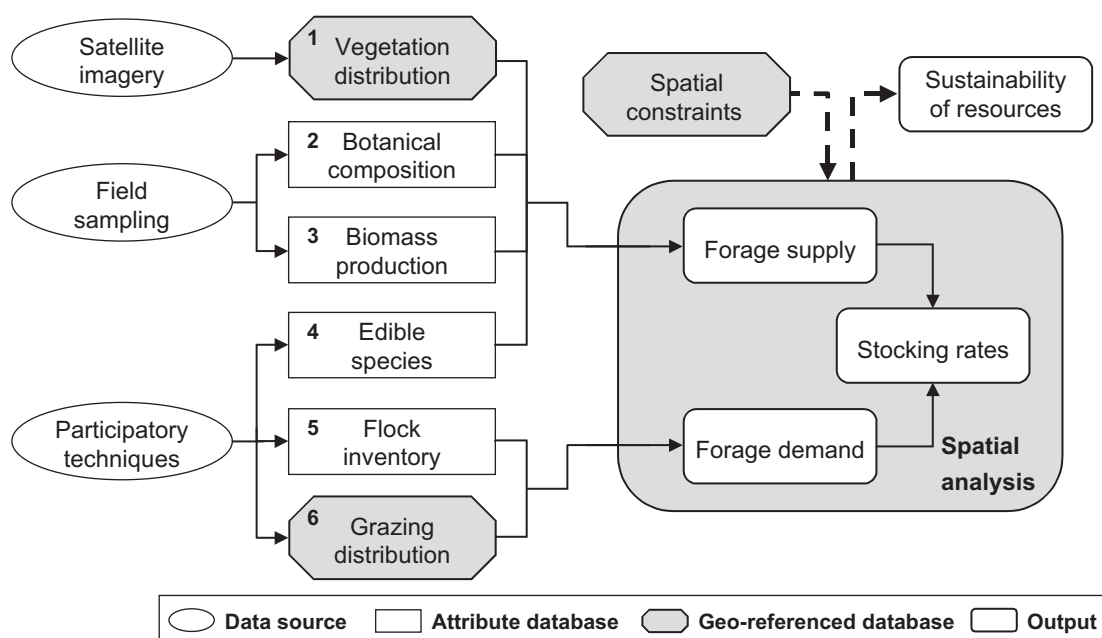 Satellite
imagery
1 Vegetation
distribution
Spatial
constraints
Sustainability
of resources
2 Botanical
composition
Field
sampling
3 Biomass
production
Forage supply
4 Edible
species
Stocking rates
Participatory
techniques
5 Flock
inventory
Forage demand
Spatial
analysis
6 Grazing
distribution
Data source
Attribute database
Geo-referenced database
Output